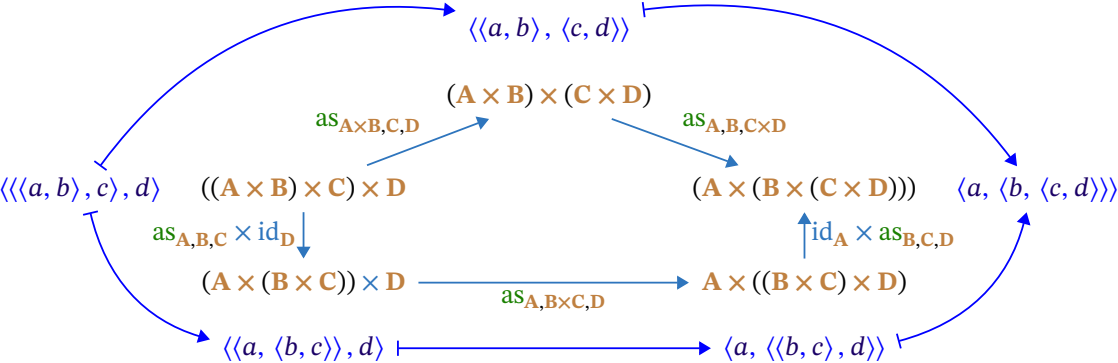 ⟨⟨a, b⟩, ⟨c, d⟩⟩
(A × B) × (C × D)
as_{A×B,C,D} as_{A,B,C×D}
⟨⟨⟨a, b⟩, c⟩, d⟩ ((A × B) × C) × D (A × (B × (C × D))) ⟨a, ⟨b, ⟨c, d⟩⟩⟩
as_{A,B,C} × id_D id_A × as_{B,C,D}
(A × (B × C)) × D A × ((B × C) × D)
as_{A,B×C,D}
⟨⟨a, ⟨b, c⟩⟩, d⟩ ⟨a, ⟨⟨b, c⟩, d⟩⟩